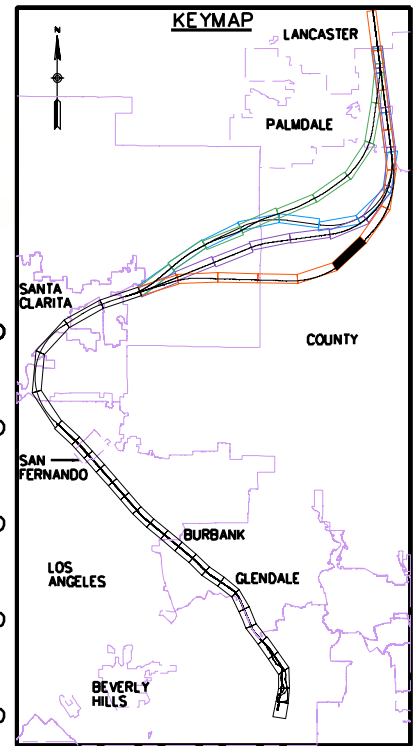 KEYMAP
N
LANCASTER
PALMDALE
SANTA
CLARITA
COUNTY
SAN
FERNANDO
BURBANK
LOS
ANGELES
GLENDALE
BEVERLY
HILLS